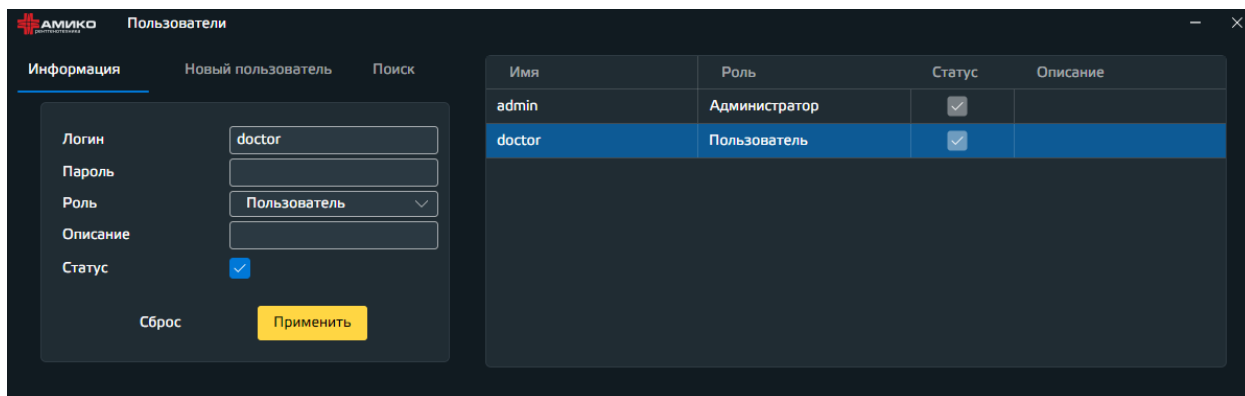 АМИКО Пользователи
РЕНТГЕНОТЕХНИКА
Информация Новый пользователь Поиск
Логин doctor
Пароль
Роль Пользователь
Описание
Статус
Сброс Применить
Имя Роль Статус Описание
admin Администратор
doctor Пользователь